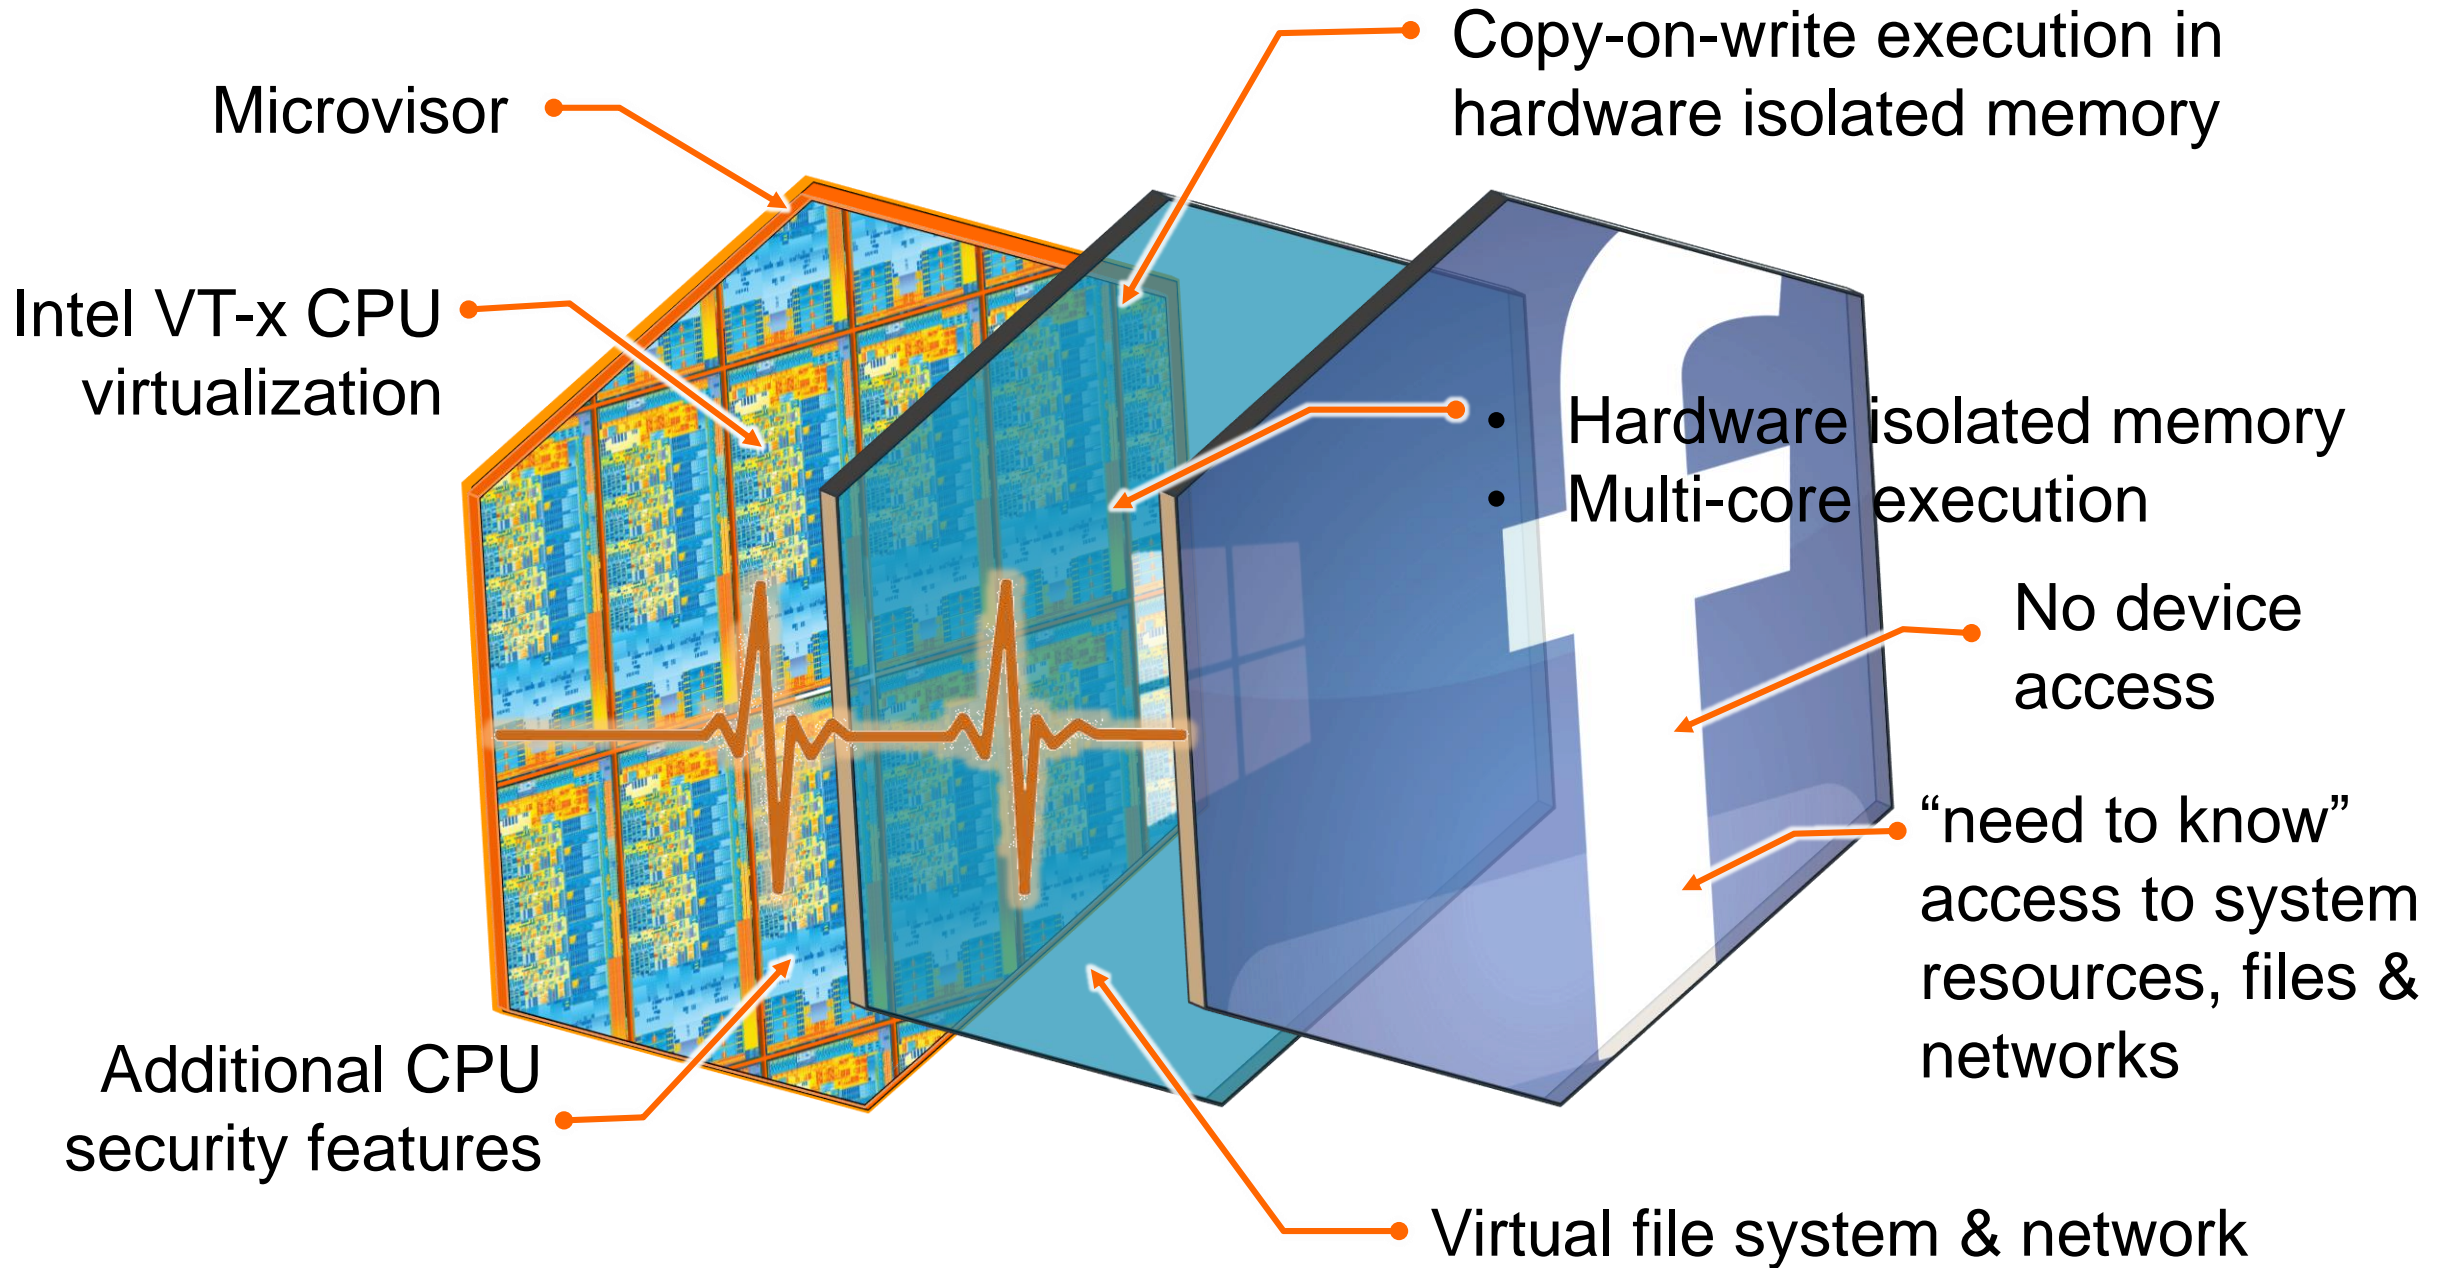 Copy-on-write execution in
hardware isolated memory
Microvisor
Intel VT-x CPU
virtualization
• Hardware isolated memory
• Multi-core execution
No device
access
“need to know”
access to system
resources, files &
networks
Additional CPU
security features
Virtual file system & network